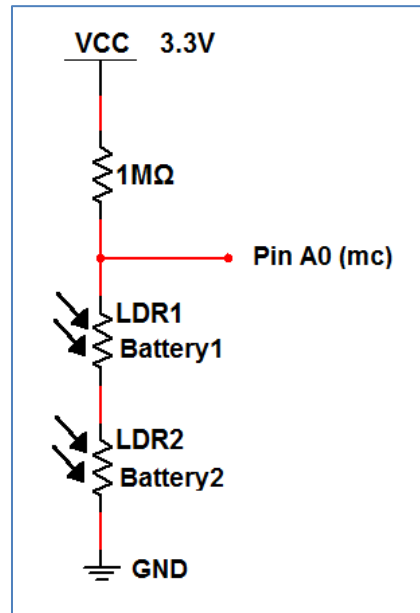 VCC 3.3V
1MΩ
Pin A0 (mc)
LDR1
Battery1
LDR2
Battery2
GND